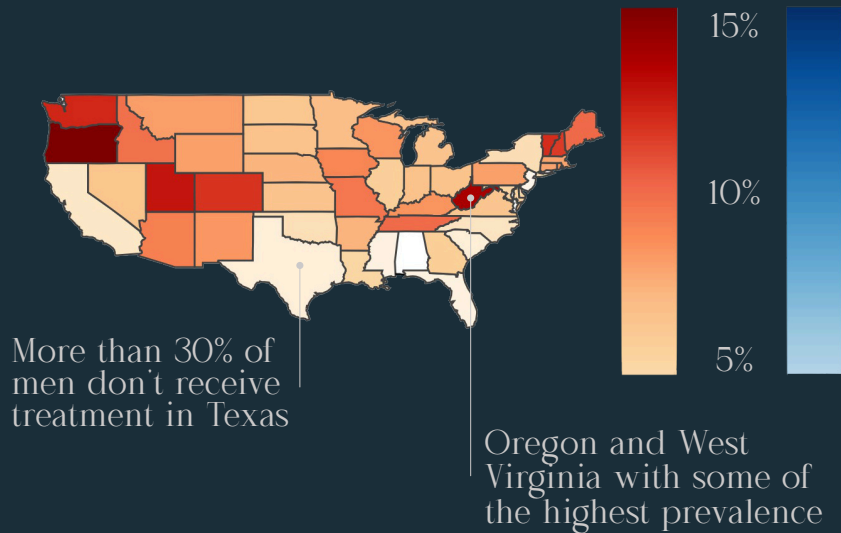 15%
10%
5%
More than 30% of
men don't receive
treatment in Texas
Oregon and West
Virginia with some of
the highest prevalence